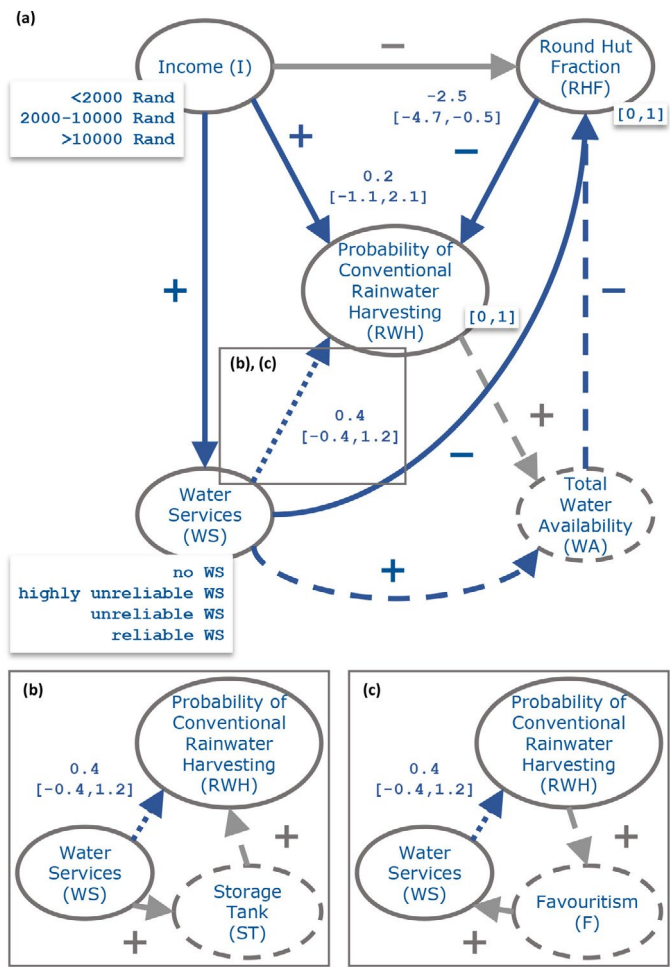 (a)
Income (I)
−
Round Hut
Fraction
(RHF)
[0,1]
<2000 Rand
2000-10000 Rand
>10000 Rand
-2.5
[-4.7,-0.5]
+
−
0.2
[-1.1,2.1]
Probability of
Conventional
Rainwater
Harvesting
(RWH)
[0,1]
+
−
(b), (c)
0.4
[-0.4,1.2]
+
−
Water
Services
(WS)
Total
Water
Availability
(WA)
+
no WS
highly unreliable WS
unreliable WS
reliable WS
(b)
Probability of
Conventional
Rainwater
Harvesting
(RWH)
0.4
[-0.4,1.2]
+
Water
Services
(WS)
Storage
Tank
(ST)
+
(c)
Probability of
Conventional
Rainwater
Harvesting
(RWH)
0.4
[-0.4,1.2]
+
Water
Services
(WS)
Favouritism
(F)
+